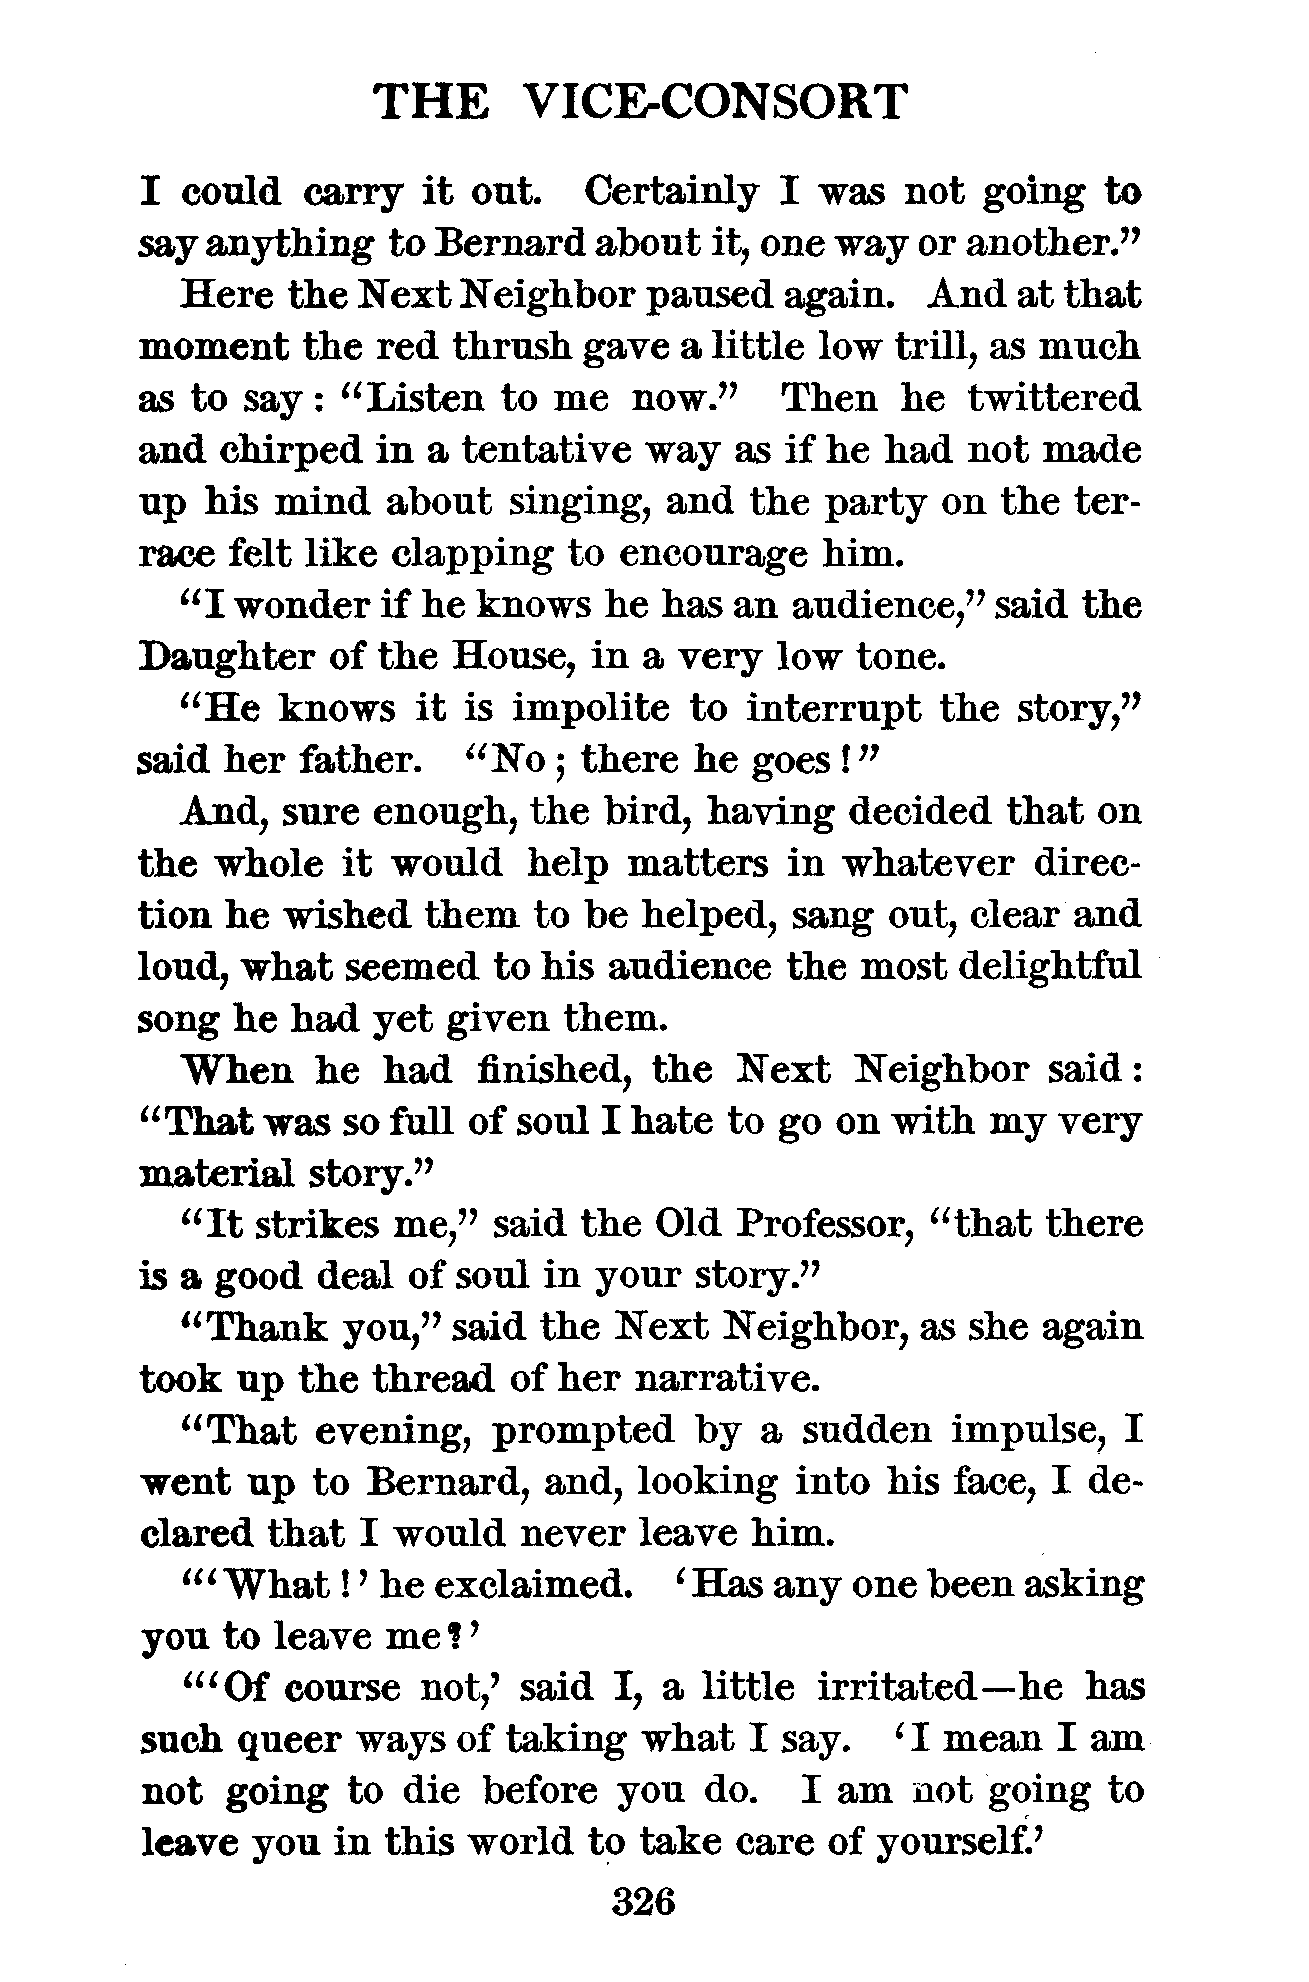 THE VICE-CONSORT
I could carry it out. Certainly I was not going to
say anything to Bernard about it, one way or another.”
Here the Next Neighbor paused again. And at that
moment the red thrush gave a little low trill, as much
as to say : “Listen to me now.” Then he twittered
and chirped in a tentative way as if he had not made
up his mind about singing, and the party on the ter-
race felt like clapping to encourage him.
“I wonder if he knows he has an audience,” said the
Daughter of the House, in a very low tone.
“He knows it is impolite to interrupt the story,”
said her father. “No ; there he goes !”
And, sure enough, the bird, having decided that on
the whole it would help matters in whatever direc-
tion he wished them to be helped, sang out, clear and
loud, what seemed to his audience the most delightful
song he had yet given them.
When he had finished, the Next Neighbor said :
“That was so full of soul I hate to go on with my very
material story.”
“It strikes me,” said the Old Professor, “that there
is a good deal of soul in your story.”
“Thank you,” said the Next Neighbor, as she again
took up the thread of her narrative.
“That evening, prompted by a sudden impulse, I
went up to Bernard, and, looking into his face, I de-
clared that I would never leave him.
“‘What !’ he exclaimed. ‘Has any one been asking
you to leave me ?’
“‘Of course not,’ said I, a little irritated—he has
such queer ways of taking what I say. ‘I mean I am
not going to die before you do. I am not going to
leave you in this world to take care of yourself.’
326